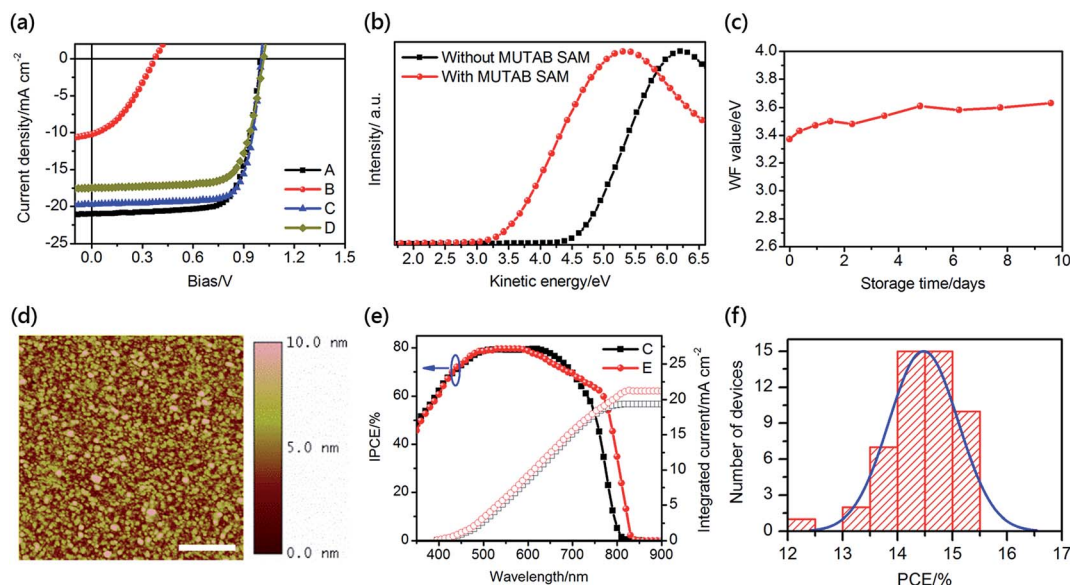 (a)
Current density/mA cm⁻²
0
-5
-10
-15
-20
-25
0.0 0.3 0.6 0.9 1.2 1.5
Bias/V
A
B
C
D
(b)
Intensity/ a.u.
Without MUTAB SAM
With MUTAB SAM
2.0 2.5 3.0 3.5 4.0 4.5 5.0 5.5 6.0 6.5
Kinetic energy/eV
(c)
WF value/eV
4.0
3.8
3.6
3.4
3.2
3.0
2.8
2.6
0 2 4 6 8 10
Storage time/days
(d)
10.0 nm
5.0 nm
0.0 nm
(e)
IPCE/%
80
60
40
20
0
C
E
25
20
15
10
5
0
Integrated current/mA cm⁻²
400 500 600 700 800 900
Wavelength/nm
(f)
Number of devices
15
12
9
6
3
0
12 13 14 15 16 17
PCE/%